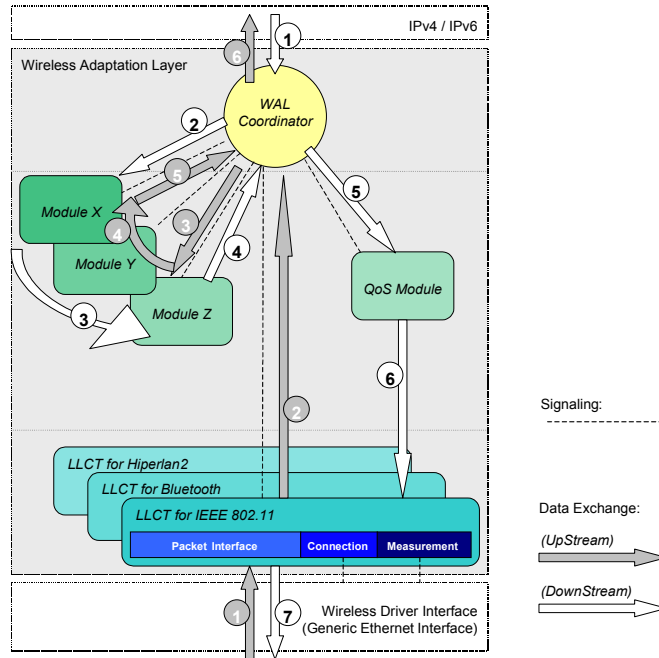 IPv4 / IPv6
6
1
Wireless Adaptation Layer
WAL
Coordinator
2
5
5
Module X
3
4
4
Module Y
QoS Module
Module Z
3
6
2
Signaling:
LLCT for Hiperlan2
LLCT for Bluetooth
LLCT for IEEE 802.11
Packet Interface
Connection
Measurement
Data Exchange:
(UpStream)
(DownStream)
1
7
Wireless Driver Interface
(Generic Ethernet Interface)